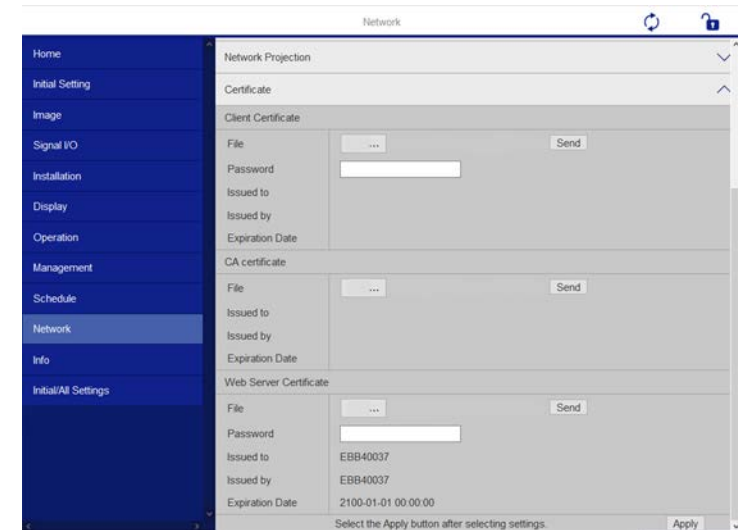 Network
Home
Initial Setting
Image
Signal I/O
Installation
Display
Operation
Management
Schedule
Network
Info
Initial/All Settings
Network Projection
Certificate
Client Certificate
File ... Send
Password
Issued to
Issued by
Expiration Date
CA certificate
File ... Send
Issued to
Issued by
Expiration Date
Web Server Certificate
File ... Send
Password
Issued to EBB40037
Issued by EBB40037
Expiration Date 2100-01-01 00:00:00
Select the Apply button after selecting settings. Apply